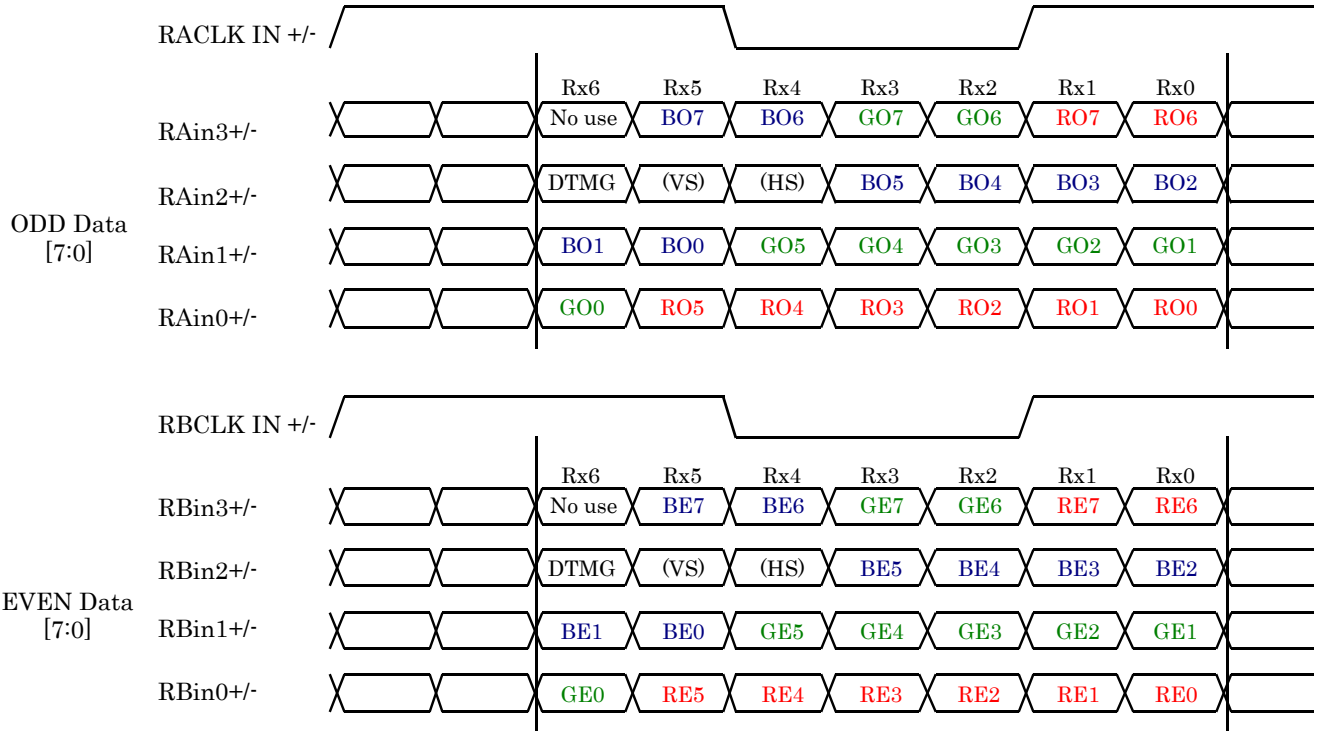 RACLK IN +/-
Rx6 Rx5 Rx4 Rx3 Rx2 Rx1 Rx0
RAin3+/- No use BO7 BO6 GO7 GO6 RO7 RO6
RAin2+/- DTMG (VS) (HS) BO5 BO4 BO3 BO2
ODD Data
[7:0]
RAin1+/- BO1 BO0 GO5 GO4 GO3 GO2 GO1
RAin0+/- GO0 RO5 RO4 RO3 RO2 RO1 RO0
RBCLK IN +/-
Rx6 Rx5 Rx4 Rx3 Rx2 Rx1 Rx0
RBin3+/- No use BE7 BE6 GE7 GE6 RE7 RE6
RBin2+/- DTMG (VS) (HS) BE5 BE4 BE3 BE2
EVEN Data
[7:0]
RBin1+/- BE1 BE0 GE5 GE4 GE3 GE2 GE1
RBin0+/- GE0 RE5 RE4 RE3 RE2 RE1 RE0